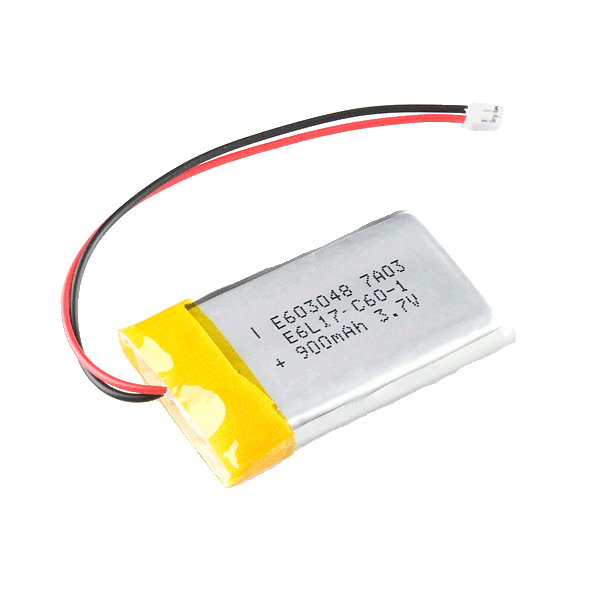 | E603048 7A03
E6L17-C60-1
+ 900mAh 3.7V